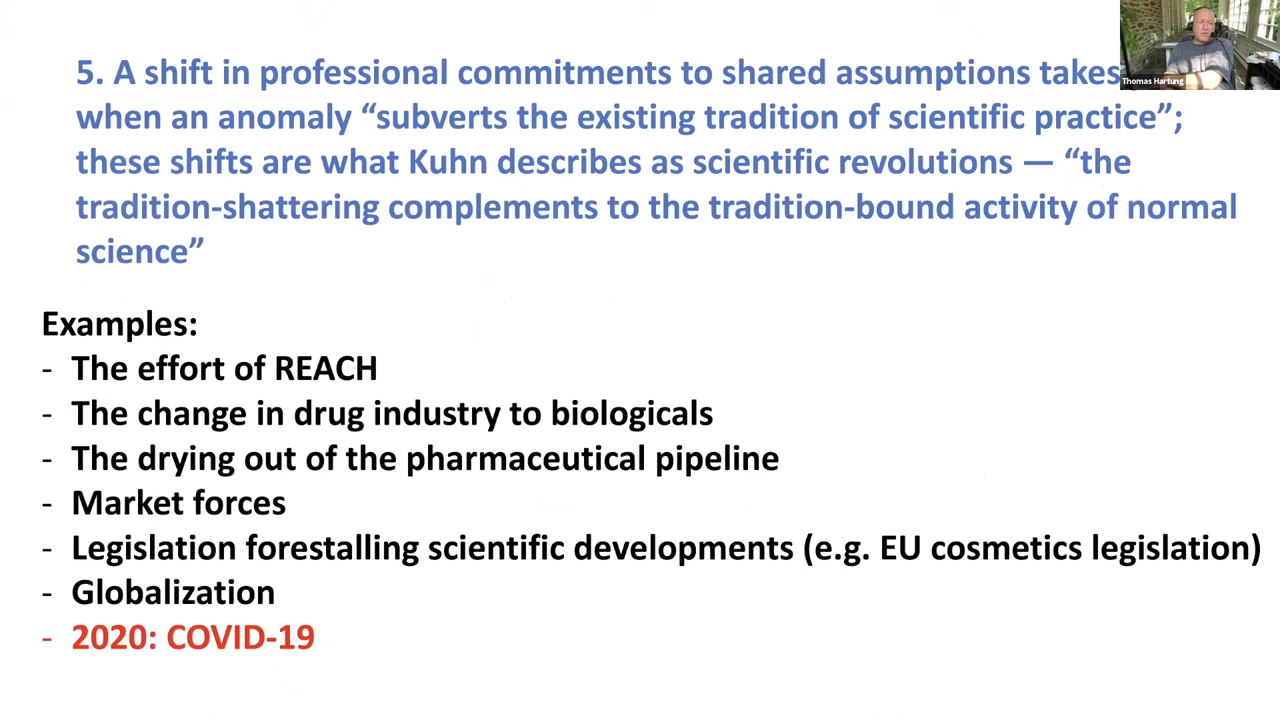 5. A shift in professional commitments to shared assumptions takes
when an anomaly “subverts the existing tradition of scientific practice”;
these shifts are what Kuhn describes as scientific revolutions — “the
tradition-shattering complements to the tradition-bound activity of normal
science”
Thomas Hartung
Examples:
- The effort of REACH
- The change in drug industry to biologicals
- The drying out of the pharmaceutical pipeline
- Market forces
- Legislation forestalling scientific developments (e.g. EU cosmetics legislation)
- Globalization
- 2020: COVID-19